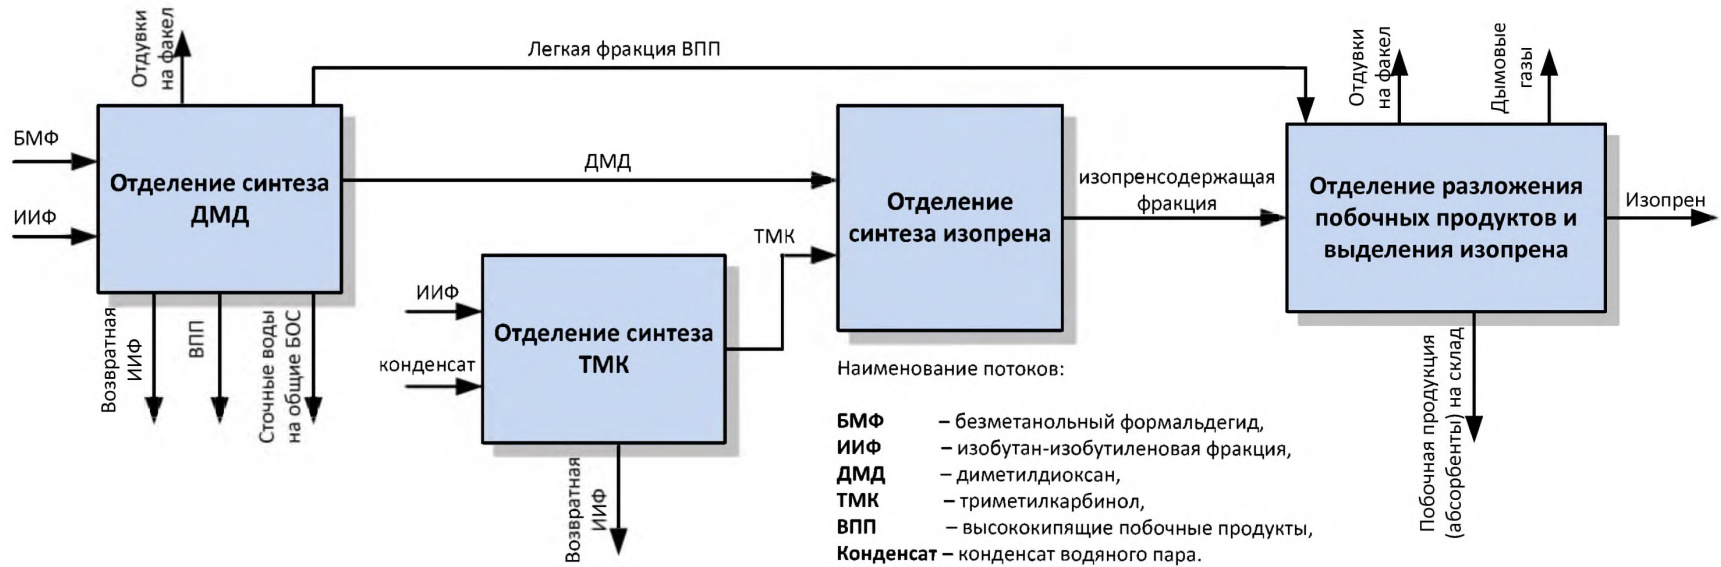 Отдувки
на факел
Легкая фракция ВПП
Отдувки
на факел
Дымовые
газы
БМФ
ИИФ
Отделение синтеза
ДМД
ДМД
Отделение
синтеза изопрена
изопренсодержащая
фракция
Отделение разложения
побочных продуктов и
выделения изопрена
Изопрен
ТМК
ИИФ
конденсат
Отделение синтеза
ТМК
Возвратная
ИИФ
ВПП
Сточные воды
на общие БОС
Возвратная
ИИФ
Побочная продукция
(абсорбенты) на склад
Наименование потоков:
БМФ – безметанольный формальдегид,
ИИФ – изобутан-изобутиленовая фракция,
ДМД – диметилдиоксан,
ТМК – триметилкарбинол,
ВПП – высококипящие побочные продукты,
Конденсат – конденсат водяного пара.